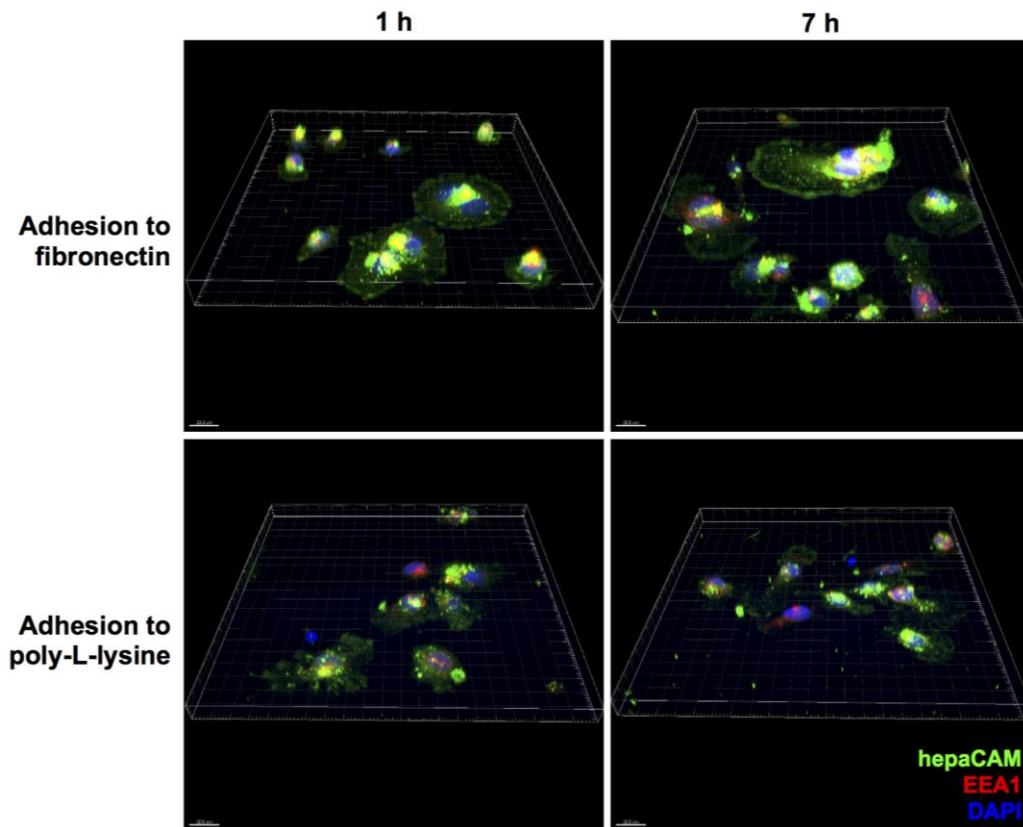 1 h
7 h
Adhesion to
fibronectin
Adhesion to
poly-L-lysine
hepaCAM
EEA1
DAPI